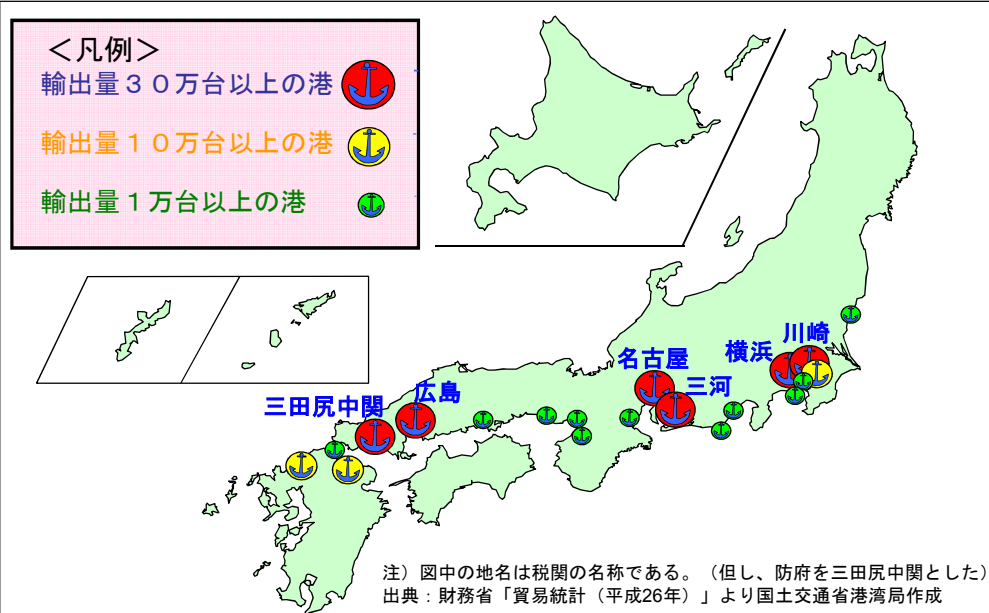 ＜凡例＞
輸出量３０万台以上の港
輸出量１０万台以上の港
輸出量１万台以上の港
川崎
横浜
名古屋
三河
広島
三田尻中関
注）図中の地名は税関の名称である。（但し、防府を三田尻中関とした）
出典：財務省「貿易統計（平成26年）」より国土交通省港湾局作成